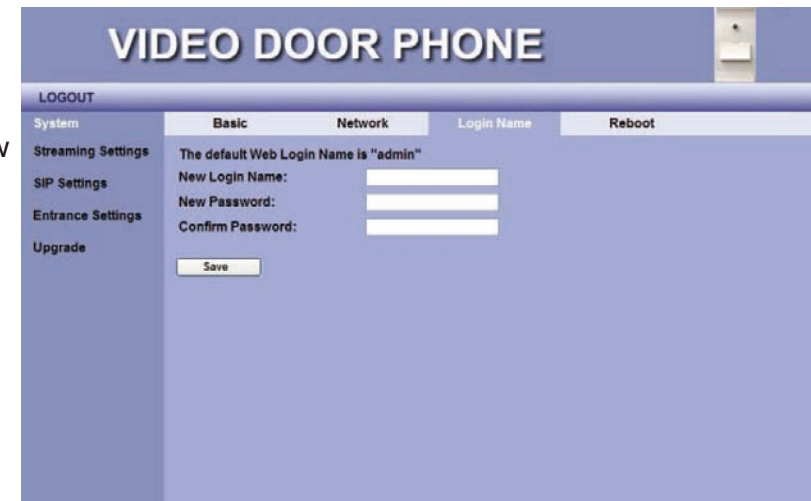 VIDEO DOOR PHONE
LOGOUT
System
Basic Network Login Name Reboot
Streaming Settings
SIP Settings
Entrance Settings
Upgrade
The default Web Login Name is "admin"
New Login Name:
New Password:
Confirm Password:
Save